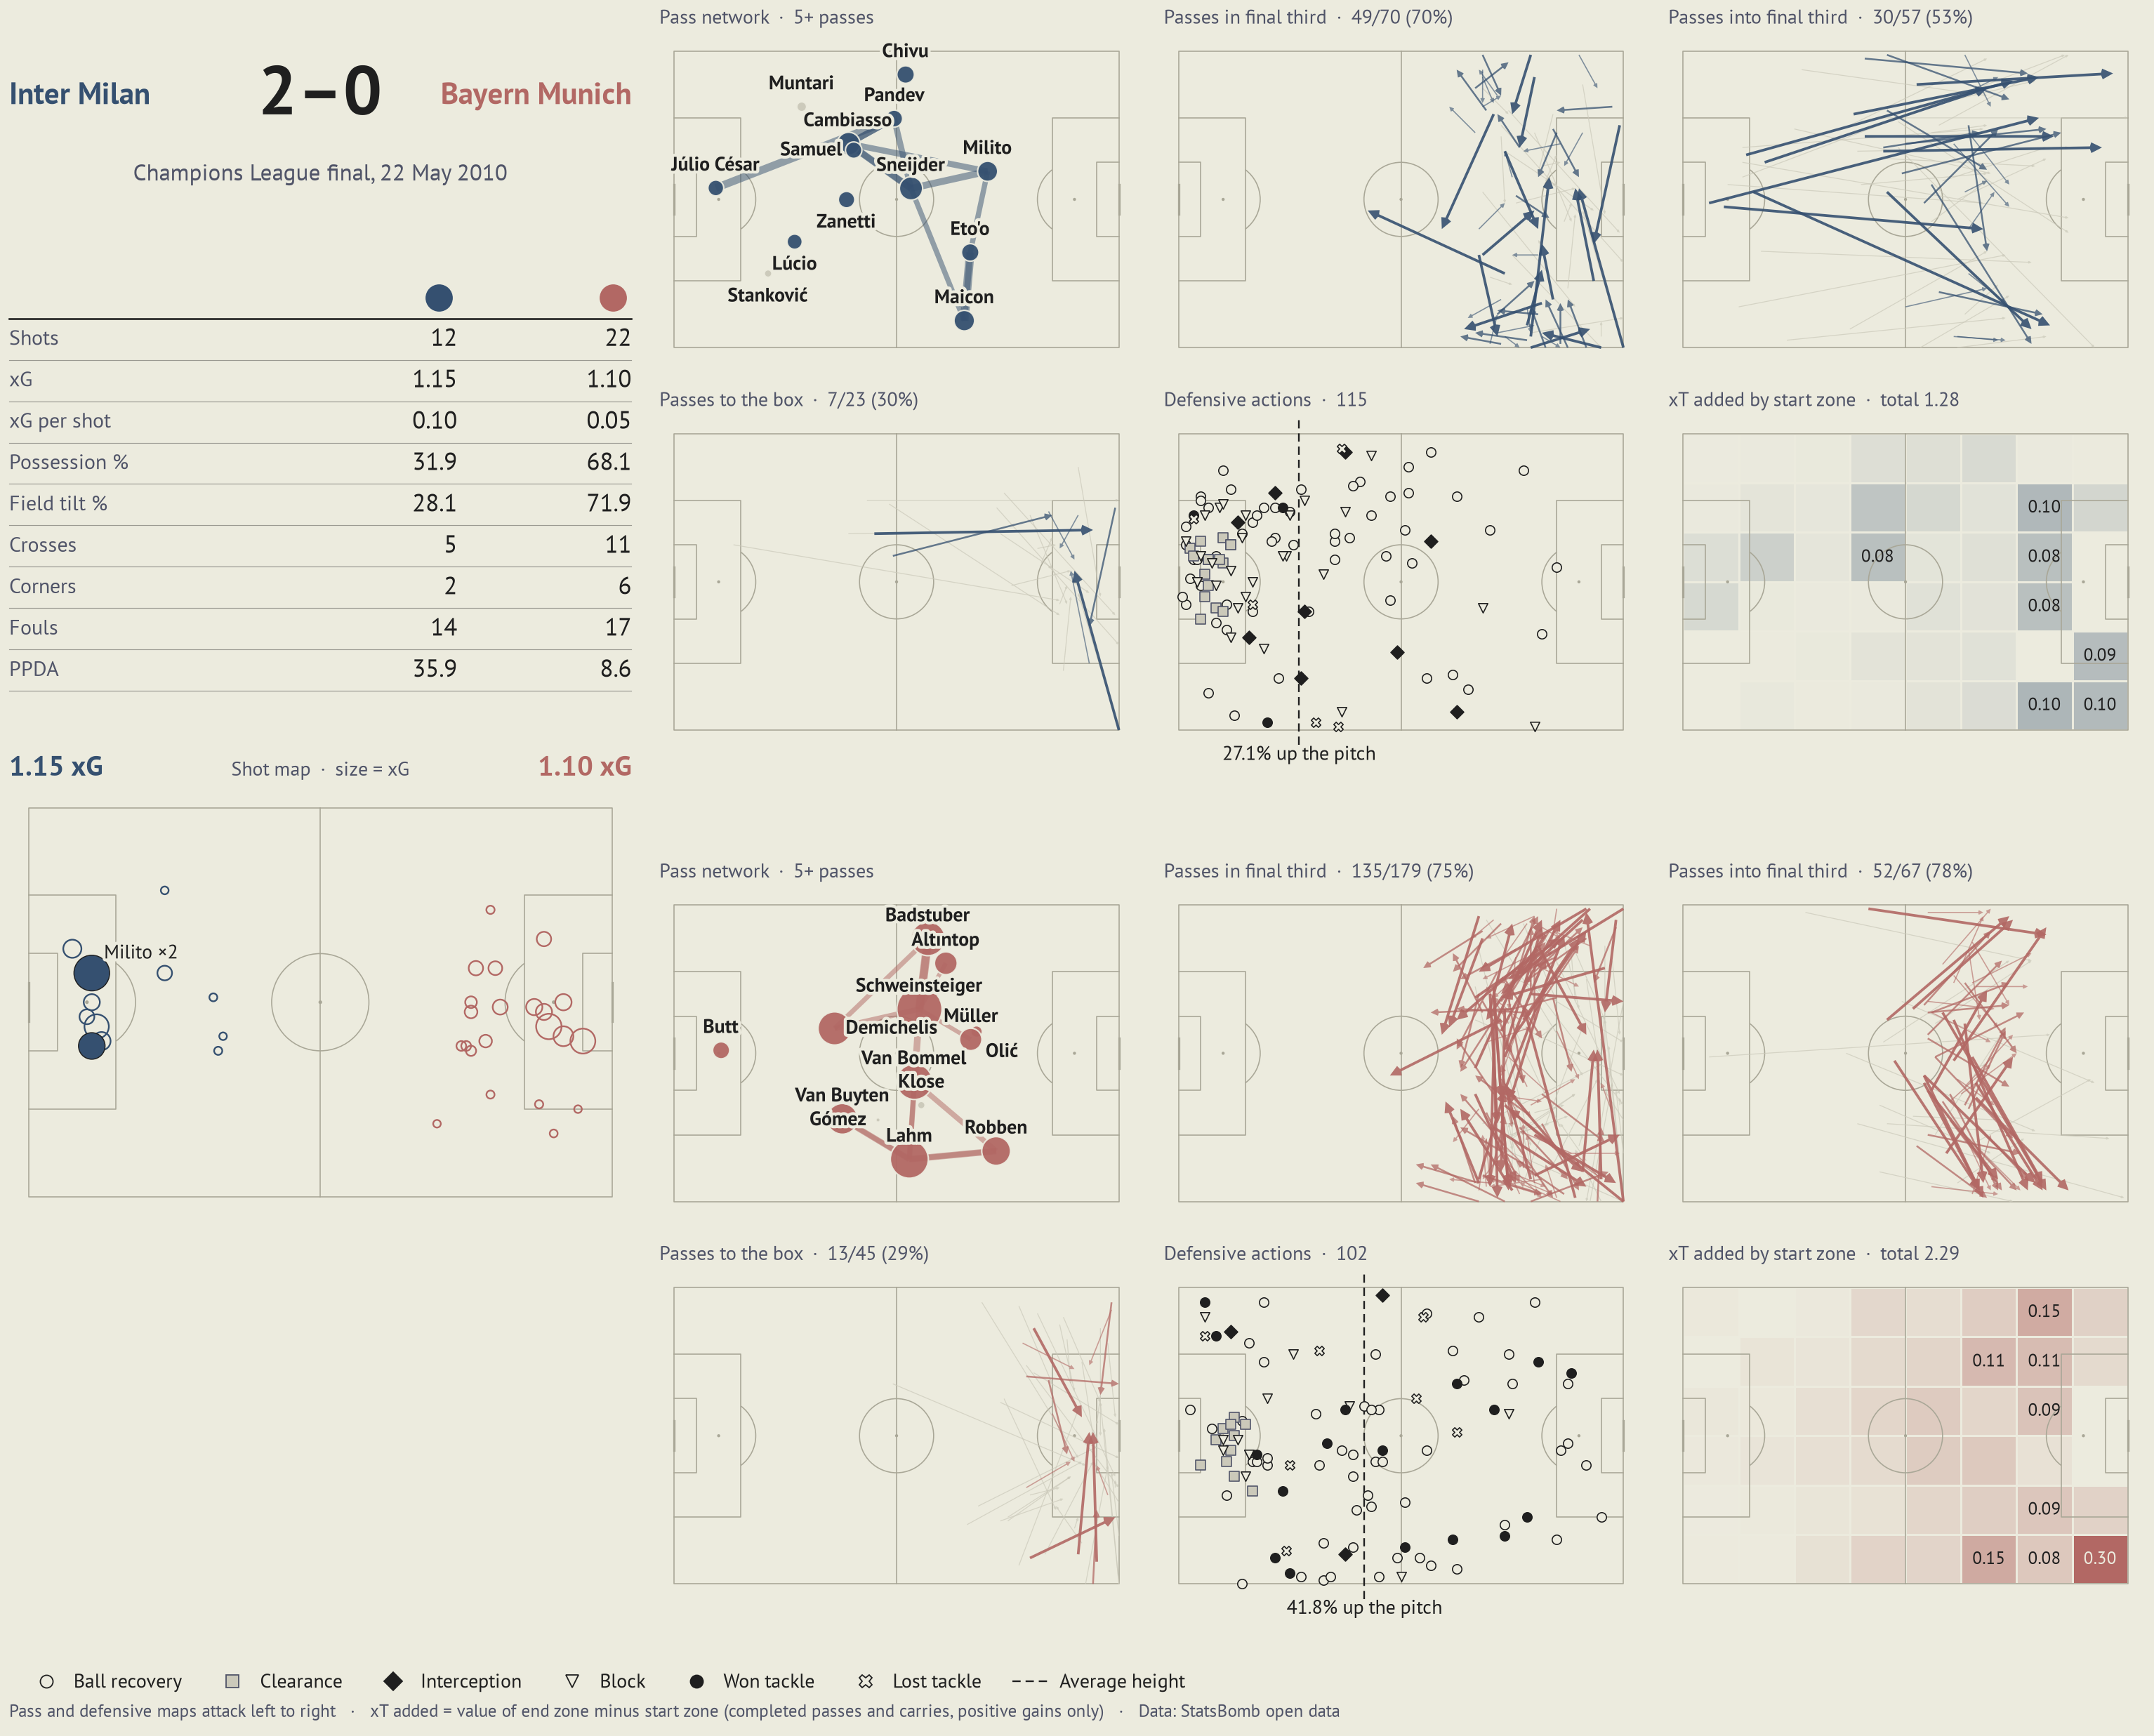 Inter Milan 2–0 Bayern Munich
Champions League final, 22 May 2010
Shots 12 22
xG 1.15 1.10
xG per shot 0.10 0.05
Possession % 31.9 68.1
Field tilt % 28.1 71.9
Crosses 5 11
Corners 2 6
Fouls 14 17
PPDA 35.9 8.6
1.15 xG Shot map · size = xG 1.10 xG
Milito ×2
Pass network · 5+ passes
Chivu
Muntari
Pandev
Cambiasso
Samuel
Milito
Júlio César
Sneijder
Zanetti
Eto'o
Lúcio
Stanković
Maicon
Passes in final third · 49/70 (70%)
Passes into final third · 30/57 (53%)
Passes to the box · 7/23 (30%)
Defensive actions · 115
27.1% up the pitch
xT added by start zone · total 1.28
0.10
0.08 0.08
0.08
0.09
0.10 0.10
Pass network · 5+ passes
Badstuber
Altıntop
Schweinsteiger
Müller
Butt
Demichelis
Olić
Van Bommel
Klose
Van Buyten
Gómez
Lahm
Robben
Passes in final third · 135/179 (75%)
Passes into final third · 52/67 (78%)
Passes to the box · 13/45 (29%)
Defensive actions · 102
41.8% up the pitch
xT added by start zone · total 2.29
0.15
0.11 0.11
0.09
0.09
0.15 0.08 0.30
Ball recovery Clearance Interception Block Won tackle Lost tackle Average height
Pass and defensive maps attack left to right · xT added = value of end zone minus start zone (completed passes and carries, positive gains only) · Data: StatsBomb open data